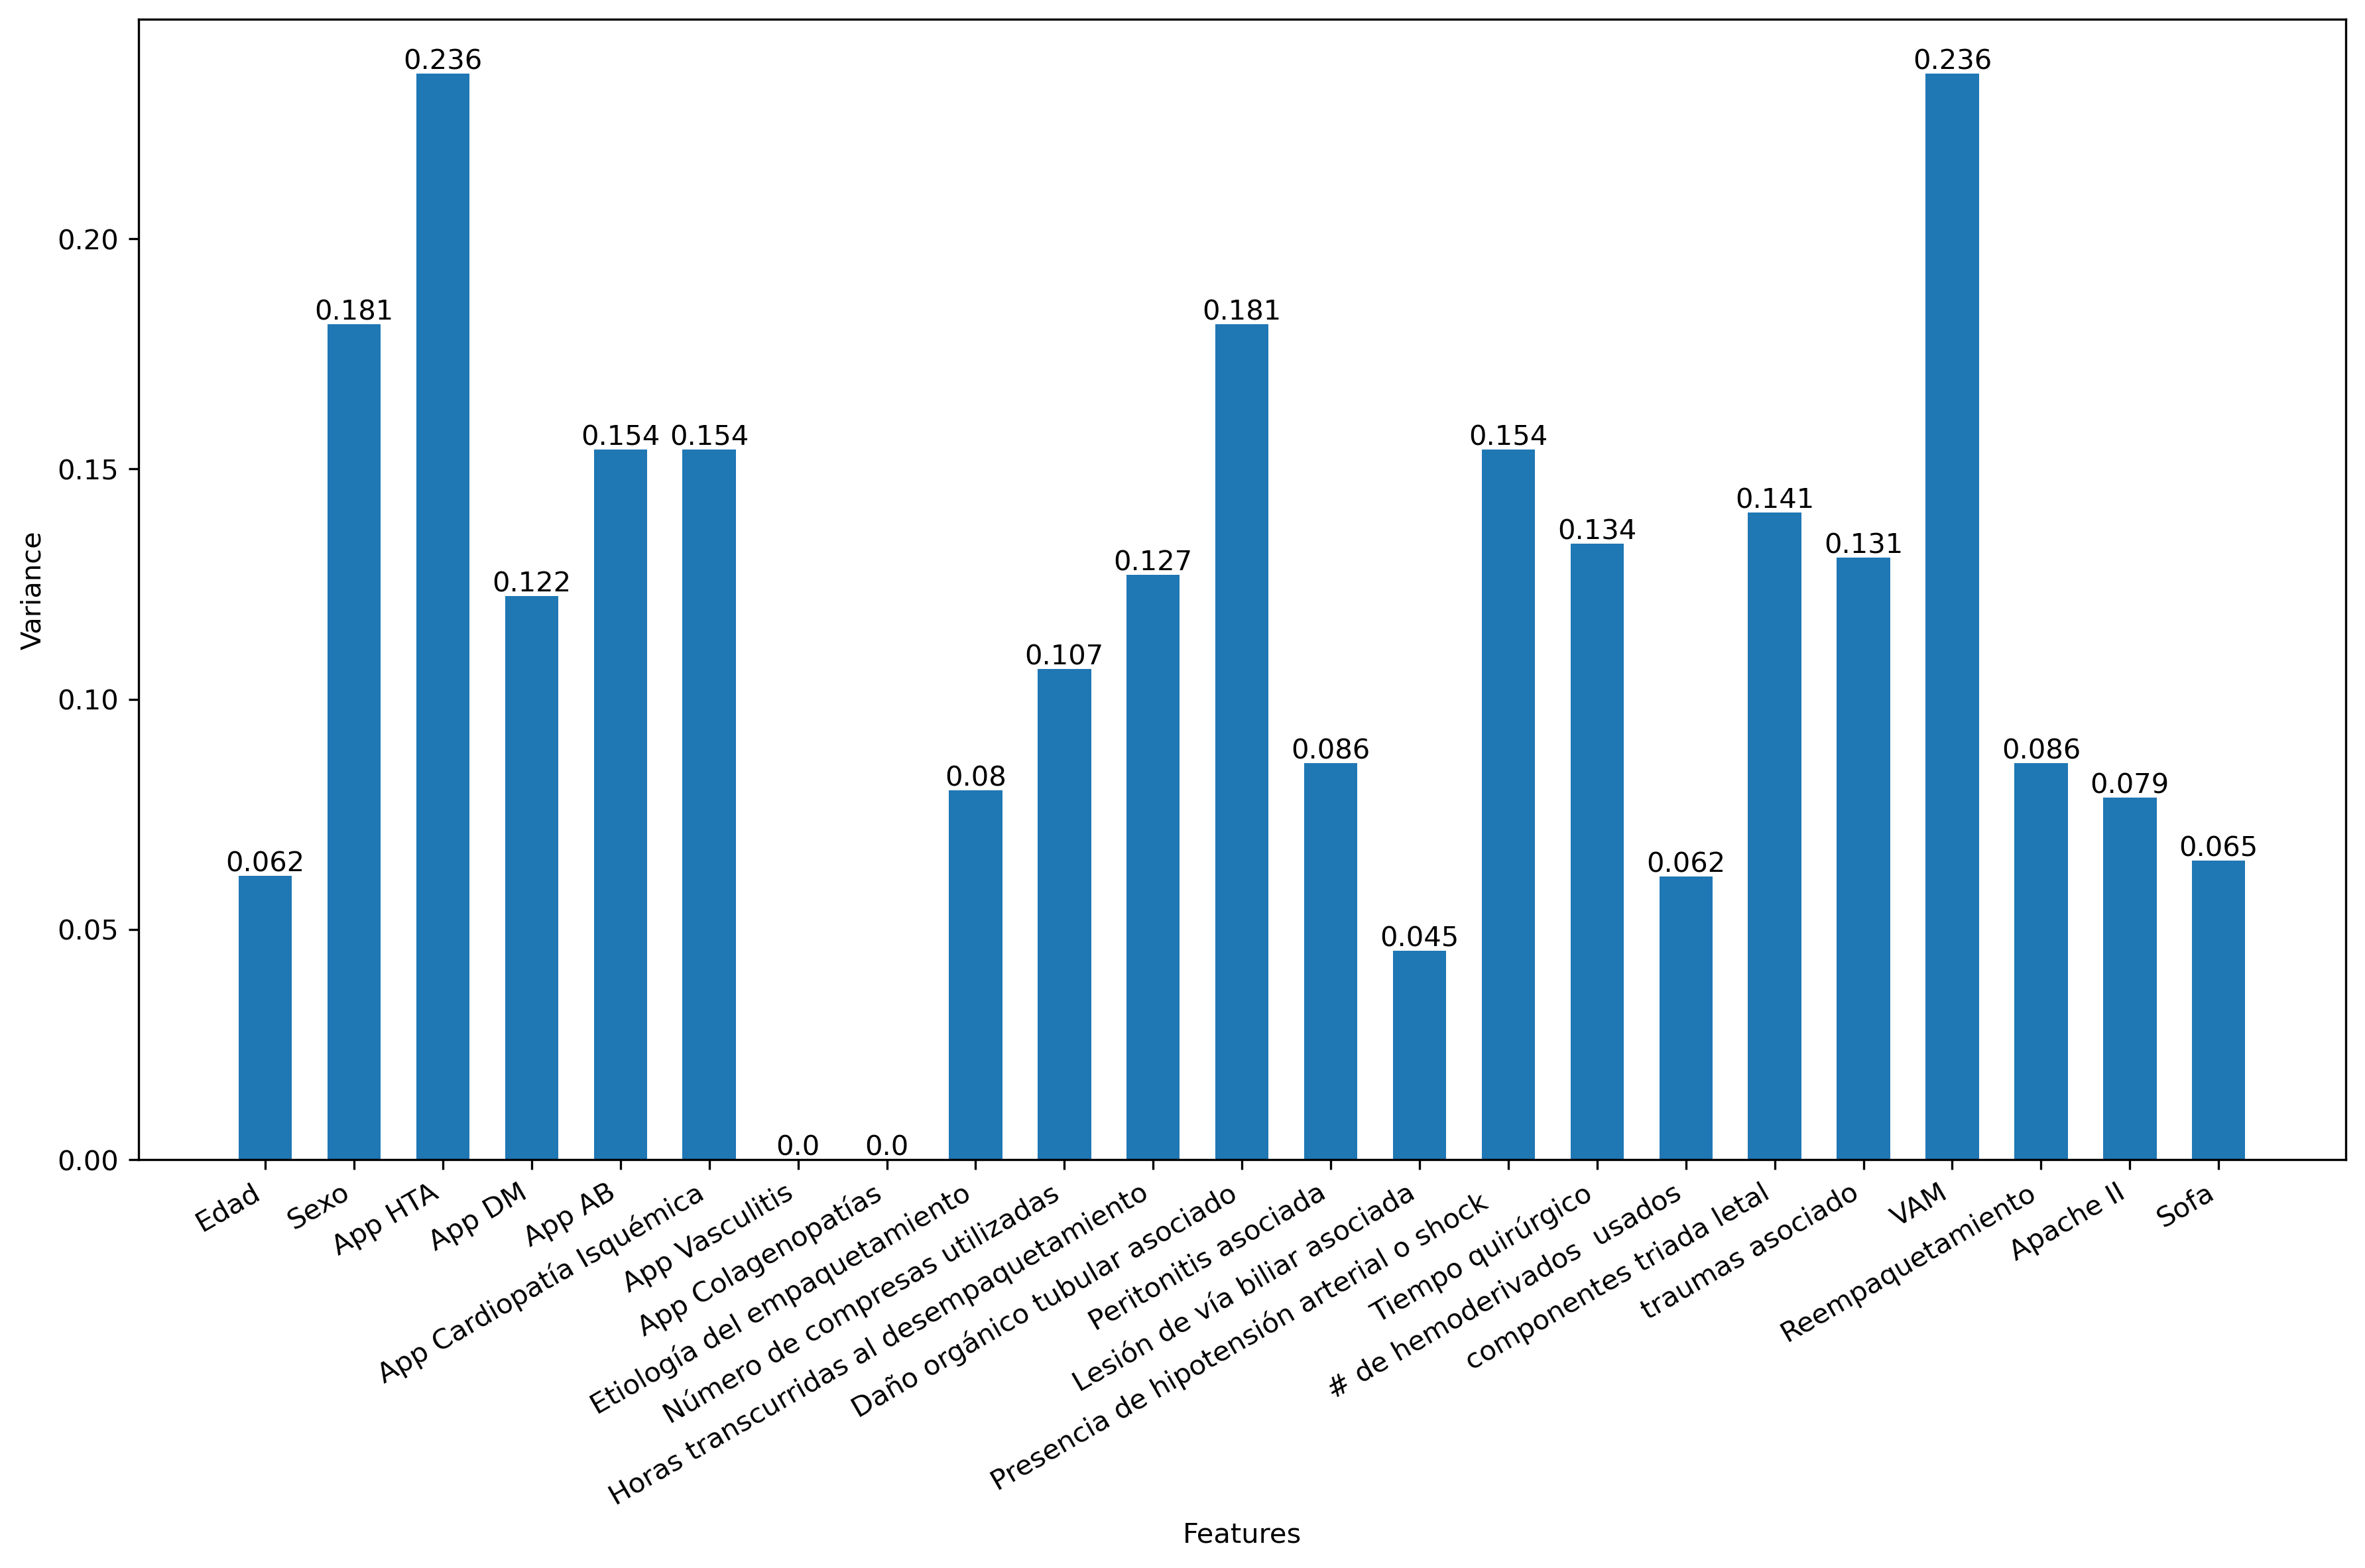 Variance
0.20
0.15
0.10
0.05
0.00
0.062
0.181
0.236
0.122
0.154
0.154
0.0
0.0
0.08
0.107
0.127
0.181
0.086
0.045
0.154
0.134
0.062
0.141
0.131
0.236
0.086
0.079
0.065
Edad
Sexo
App HTA
App DM
App AB
App Cardiopatía Isquémica
App Vasculitis
App Colagenopatías
Etiología del empaquetamiento
Número de compresas utilizadas
Horas transcurridas al desempaquetamiento
Daño orgánico tubular asociado
Peritonitis asociada
Lesión de vía biliar asociada
Presencia de hipotensión arterial o shock
Tiempo quirúrgico
# de hemoderivados  usados
componentes triada letal
traumas asociado
VAM
Reempaquetamiento
Apache II
Sofa
Features